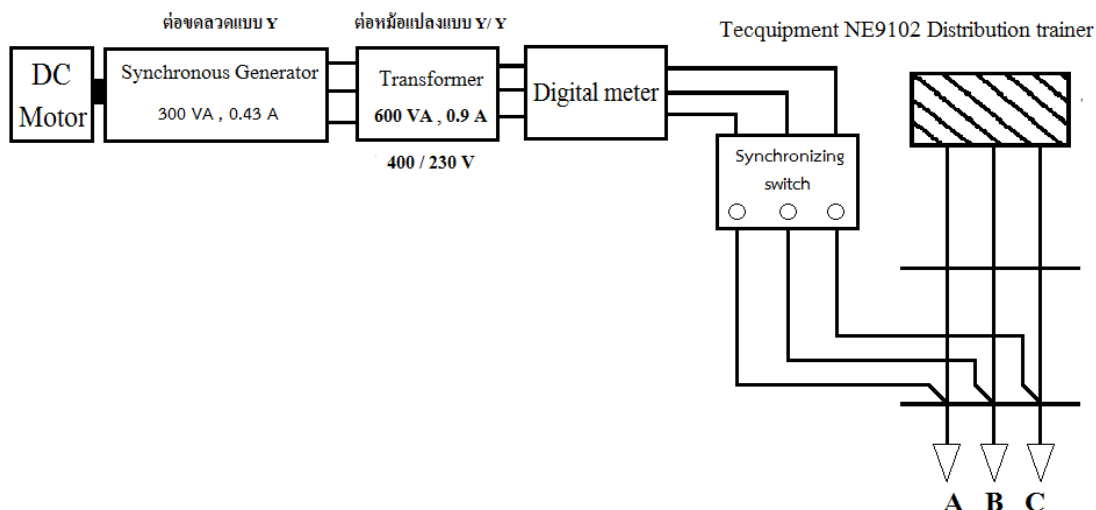 ต่อขดลวดแบบ Y
ต่อหม้อแปลงแบบ Y/ Y
Tecquipment NE9102 Distribution trainer
DC
Motor
Synchronous Generator
300 VA , 0.43 A
Transformer
600 VA , 0.9 A
400 / 230 V
Digital meter
Synchronizing
switch
A B C